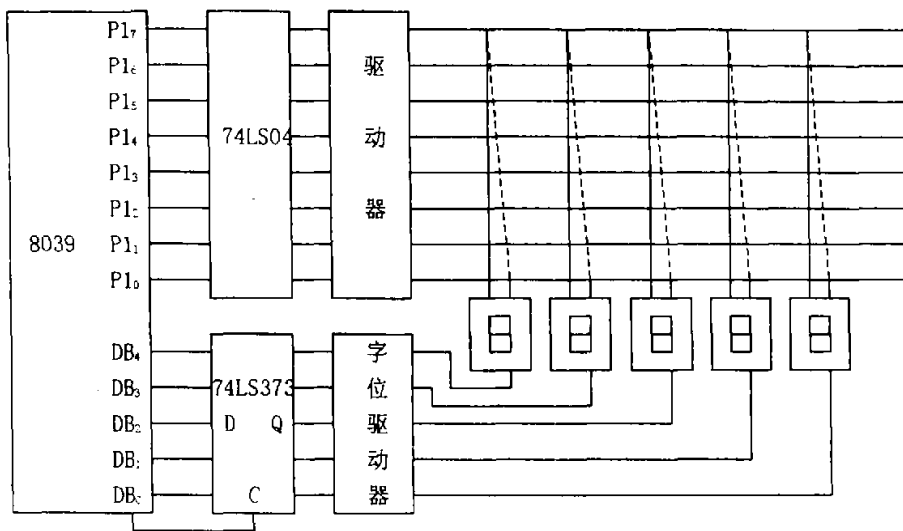 P1₇
P1₆
P1₅
P1₄
P1₃
P1₂
P1₁
P1₀
8039
74LS04
驱动器
DB₄
DB₃
DB₂
DB₁
DB₀
74LS373
D Q
C
字位驱动器